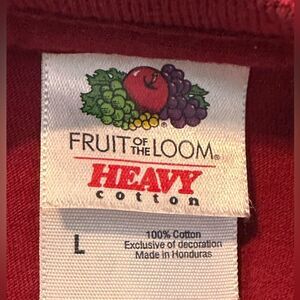 FRUIT OF THE LOOM®
HEAVY
cotton
L
100% Cotton
Exclusive of decoration
Made in Honduras